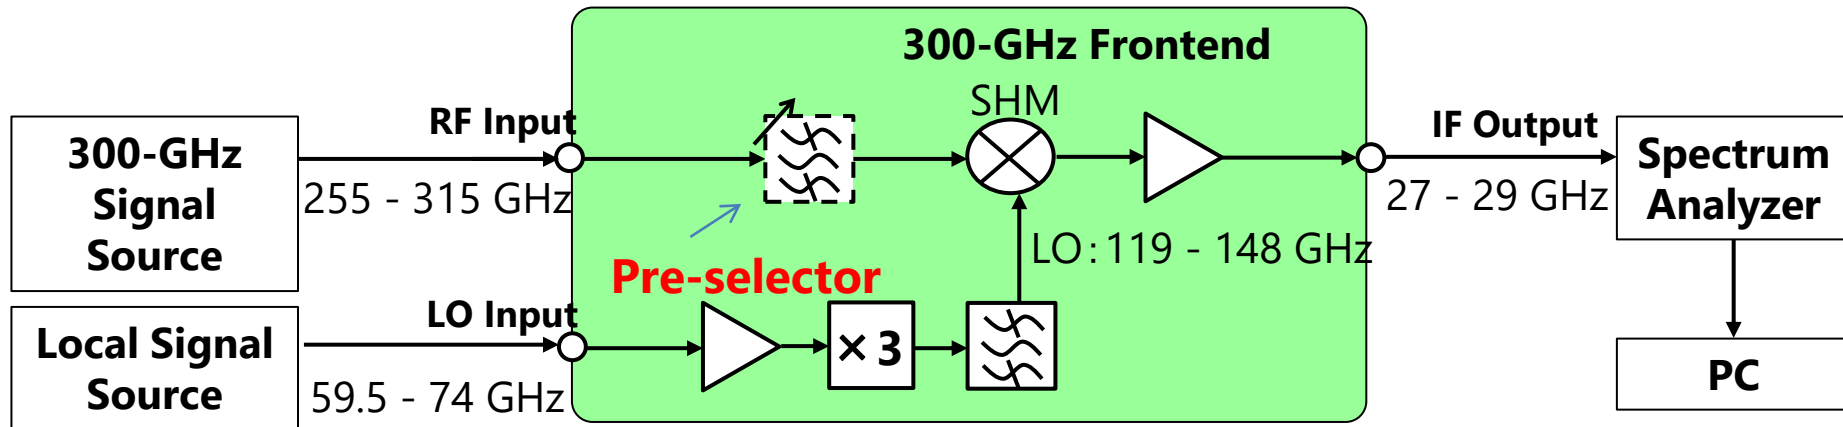 300-GHz Frontend
SHM
RF Input
IF Output
300-GHz
Signal
Source
255 - 315 GHz
27 - 29 GHz
Spectrum
Analyzer
LO : 119 - 148 GHz
Pre-selector
LO Input
Local Signal
Source
59.5 - 74 GHz
× 3
PC